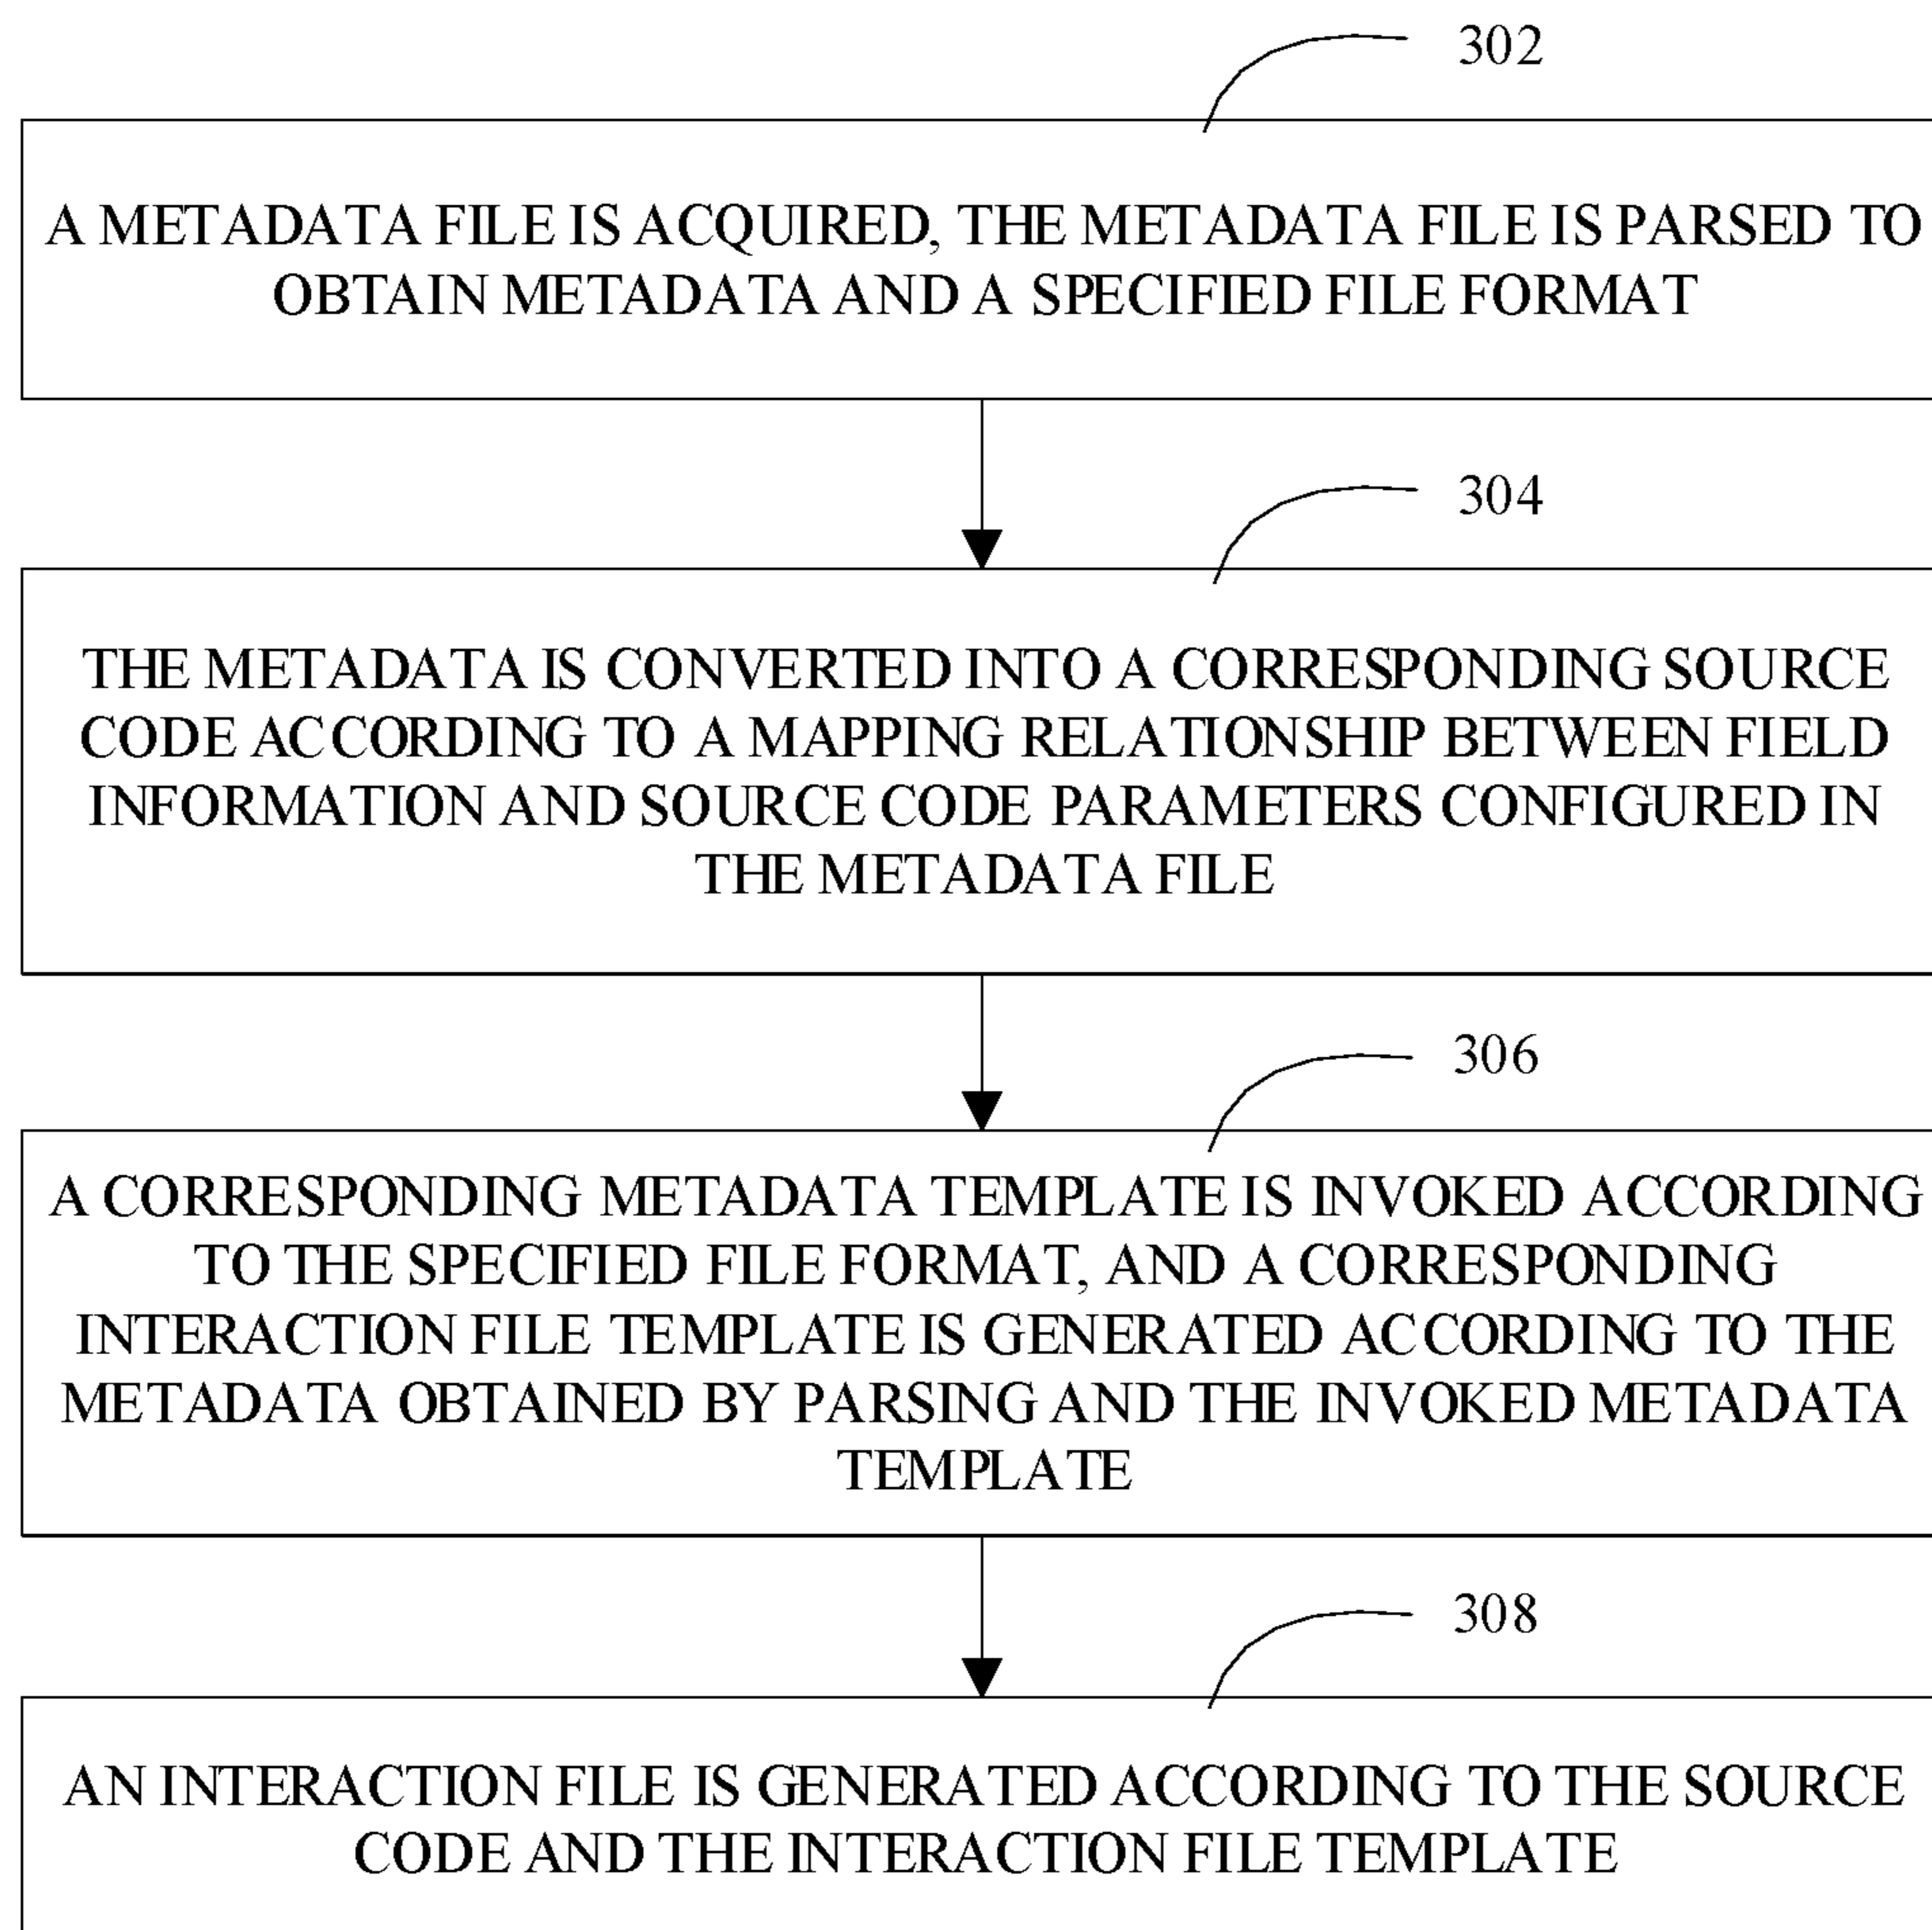 302
A METADATA FILE IS ACQUIRED, THE METADATA FILE IS PARSED TO
OBTAIN METADATA AND A SPECIFIED FILE FORMAT
304
THE METADATA IS CONVERTED INTO A CORRESPONDING SOURCE
CODE ACCORDING TO A MAPPING RELATIONSHIP BETWEEN FIELD
INFORMATION AND SOURCE CODE PARAMETERS CONFIGURED IN
THE METADATA FILE
306
A CORRESPONDING METADATA TEMPLATE IS INVOKED ACCORDING
TO THE SPECIFIED FILE FORMAT, AND A CORRESPONDING
INTERACTION FILE TEMPLATE IS GENERATED ACCORDING TO THE
METADATA OBTAINED BY PARSING AND THE INVOKED METADATA
TEMPLATE
308
AN INTERACTION FILE IS GENERATED ACCORDING TO THE SOURCE
CODE AND THE INTERACTION FILE TEMPLATE